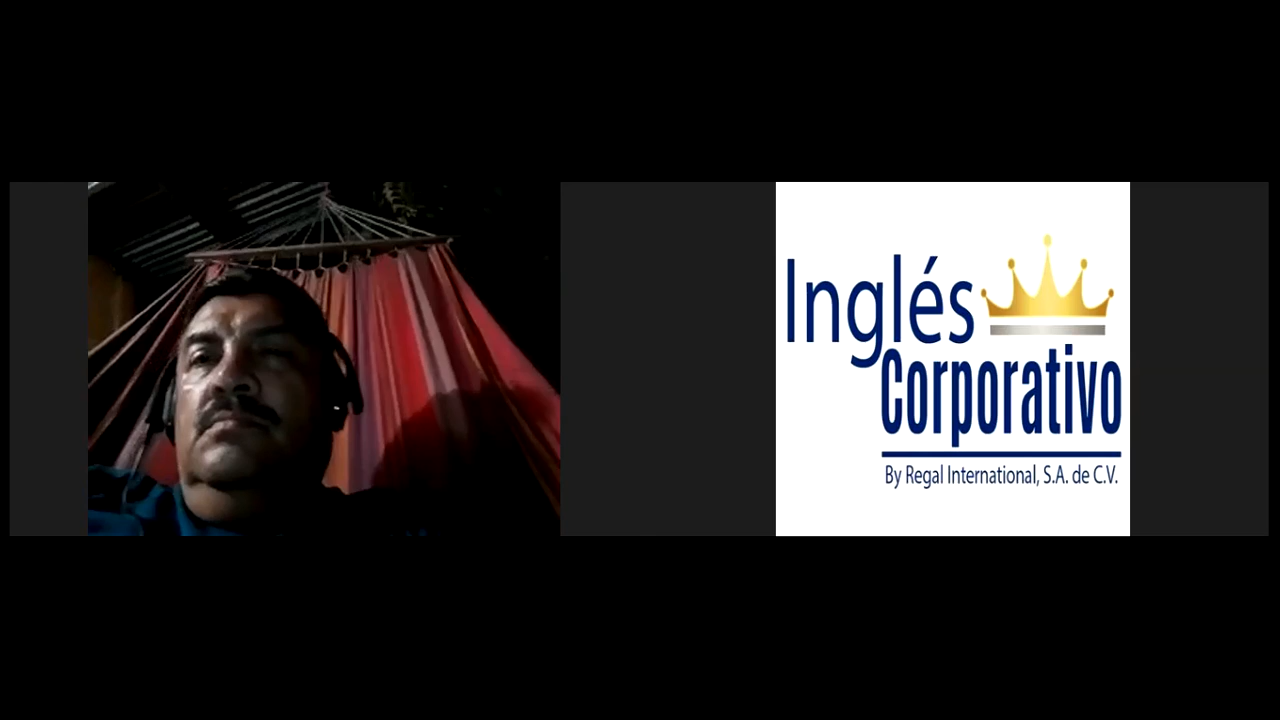 Inglés
Corporativo
By Regal International, S.A. de C.V.